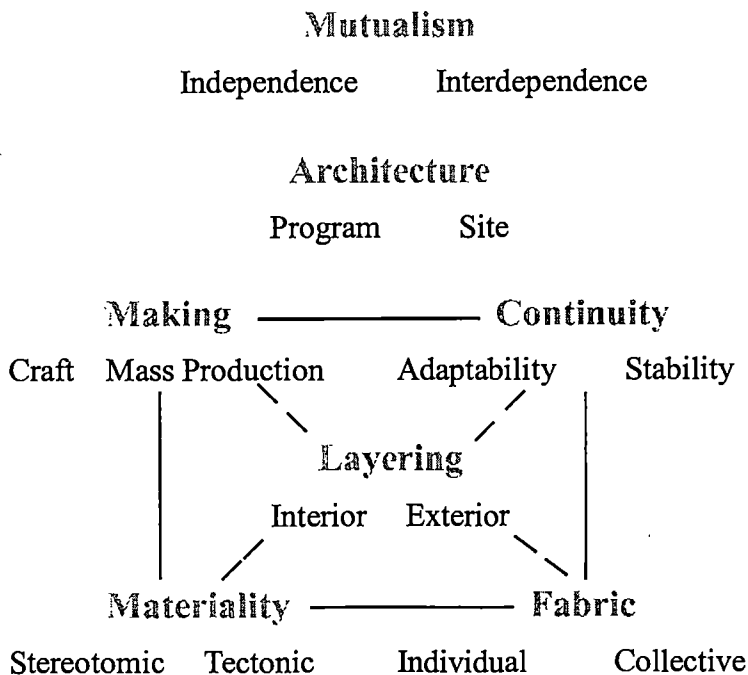 Mutualism
Independence Interdependence
Architecture
Program Site
Making Continuity
Craft Mass Production Adaptability Stability
Layering
Interior Exterior
Materiality Fabric
Stereotomic Tectonic Individual Collective